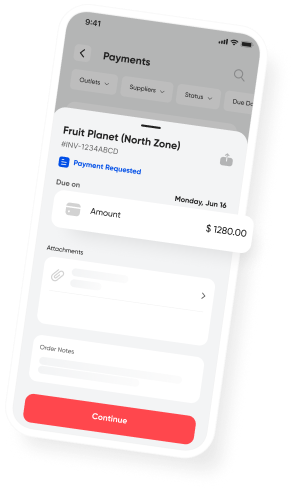 9:41
Payments
Outlets
Suppliers
Status
Due Da
Fruit Planet (North Zone)
#INV-1234ABCD
Payment Requested
Due on
Monday, Jun 16
Amount
$ 1280.00
Attachments
Order Notes
Continue